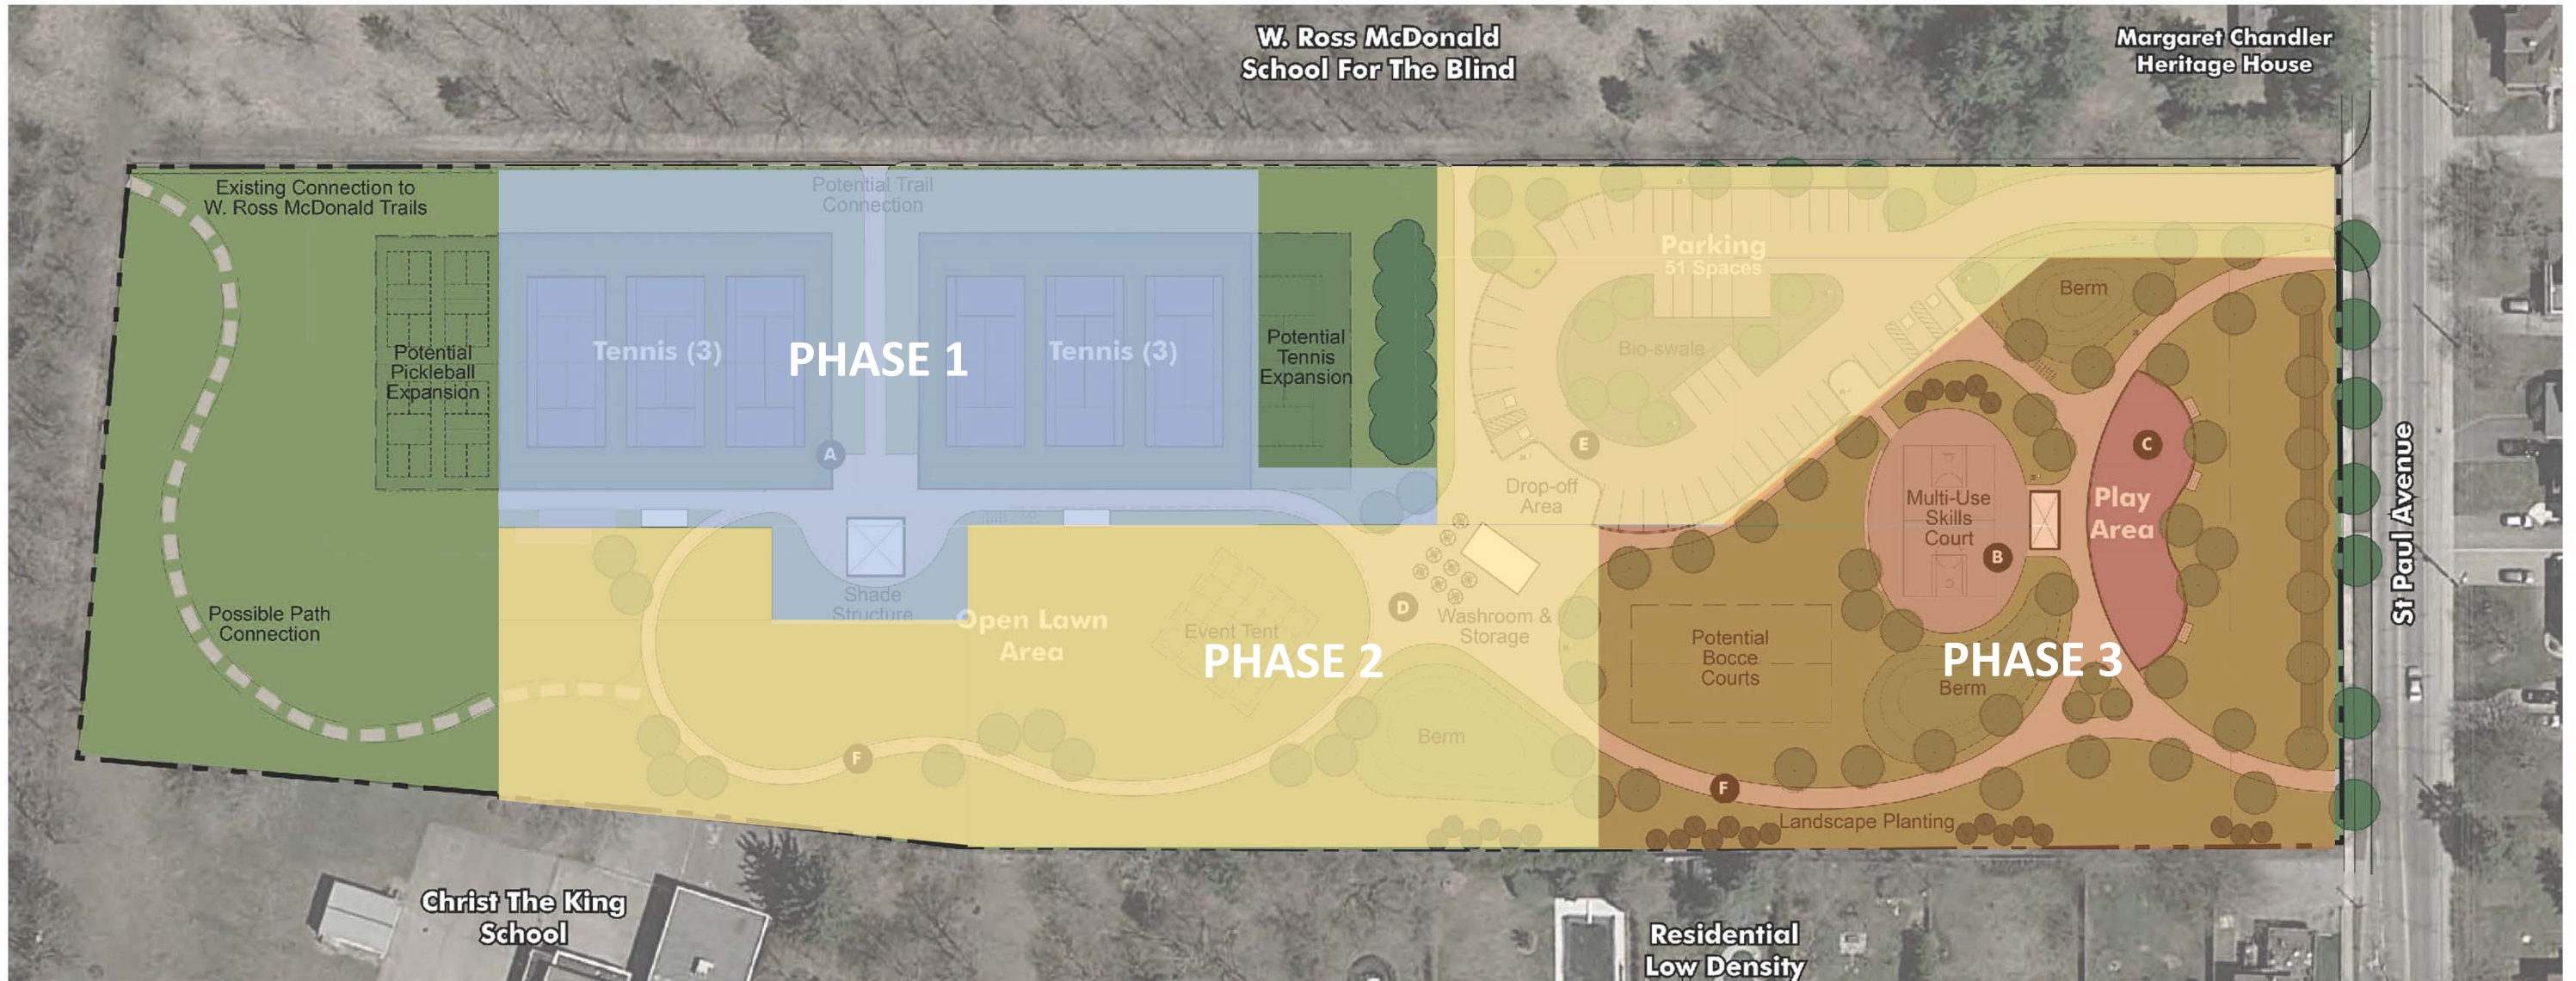 W. Ross McDonald
School For The Blind
Margaret Chandler
Heritage House
Existing Connection to
W. Ross McDonald Trails
Potential Trail
Connection
Parking
51 Spaces
Berm
Potential
Pickleball
Expansion
Tennis (3)
PHASE 1
Tennis (3)
Potential
Tennis
Expansion
Bio-swale
A
E
C
Drop-off
Area
Multi-Use
Skills
Court
B
Play
Area
St Paul Avenue
Possible Path
Connection
Shade
Structure
Open Lawn
Area
Event Tent
D
Washroom &
Storage
PHASE 2
Potential
Bocce
Courts
PHASE 3
Berm
Berm
F
F
Landscape Planting
Christ The King
School
Residential
Low Density